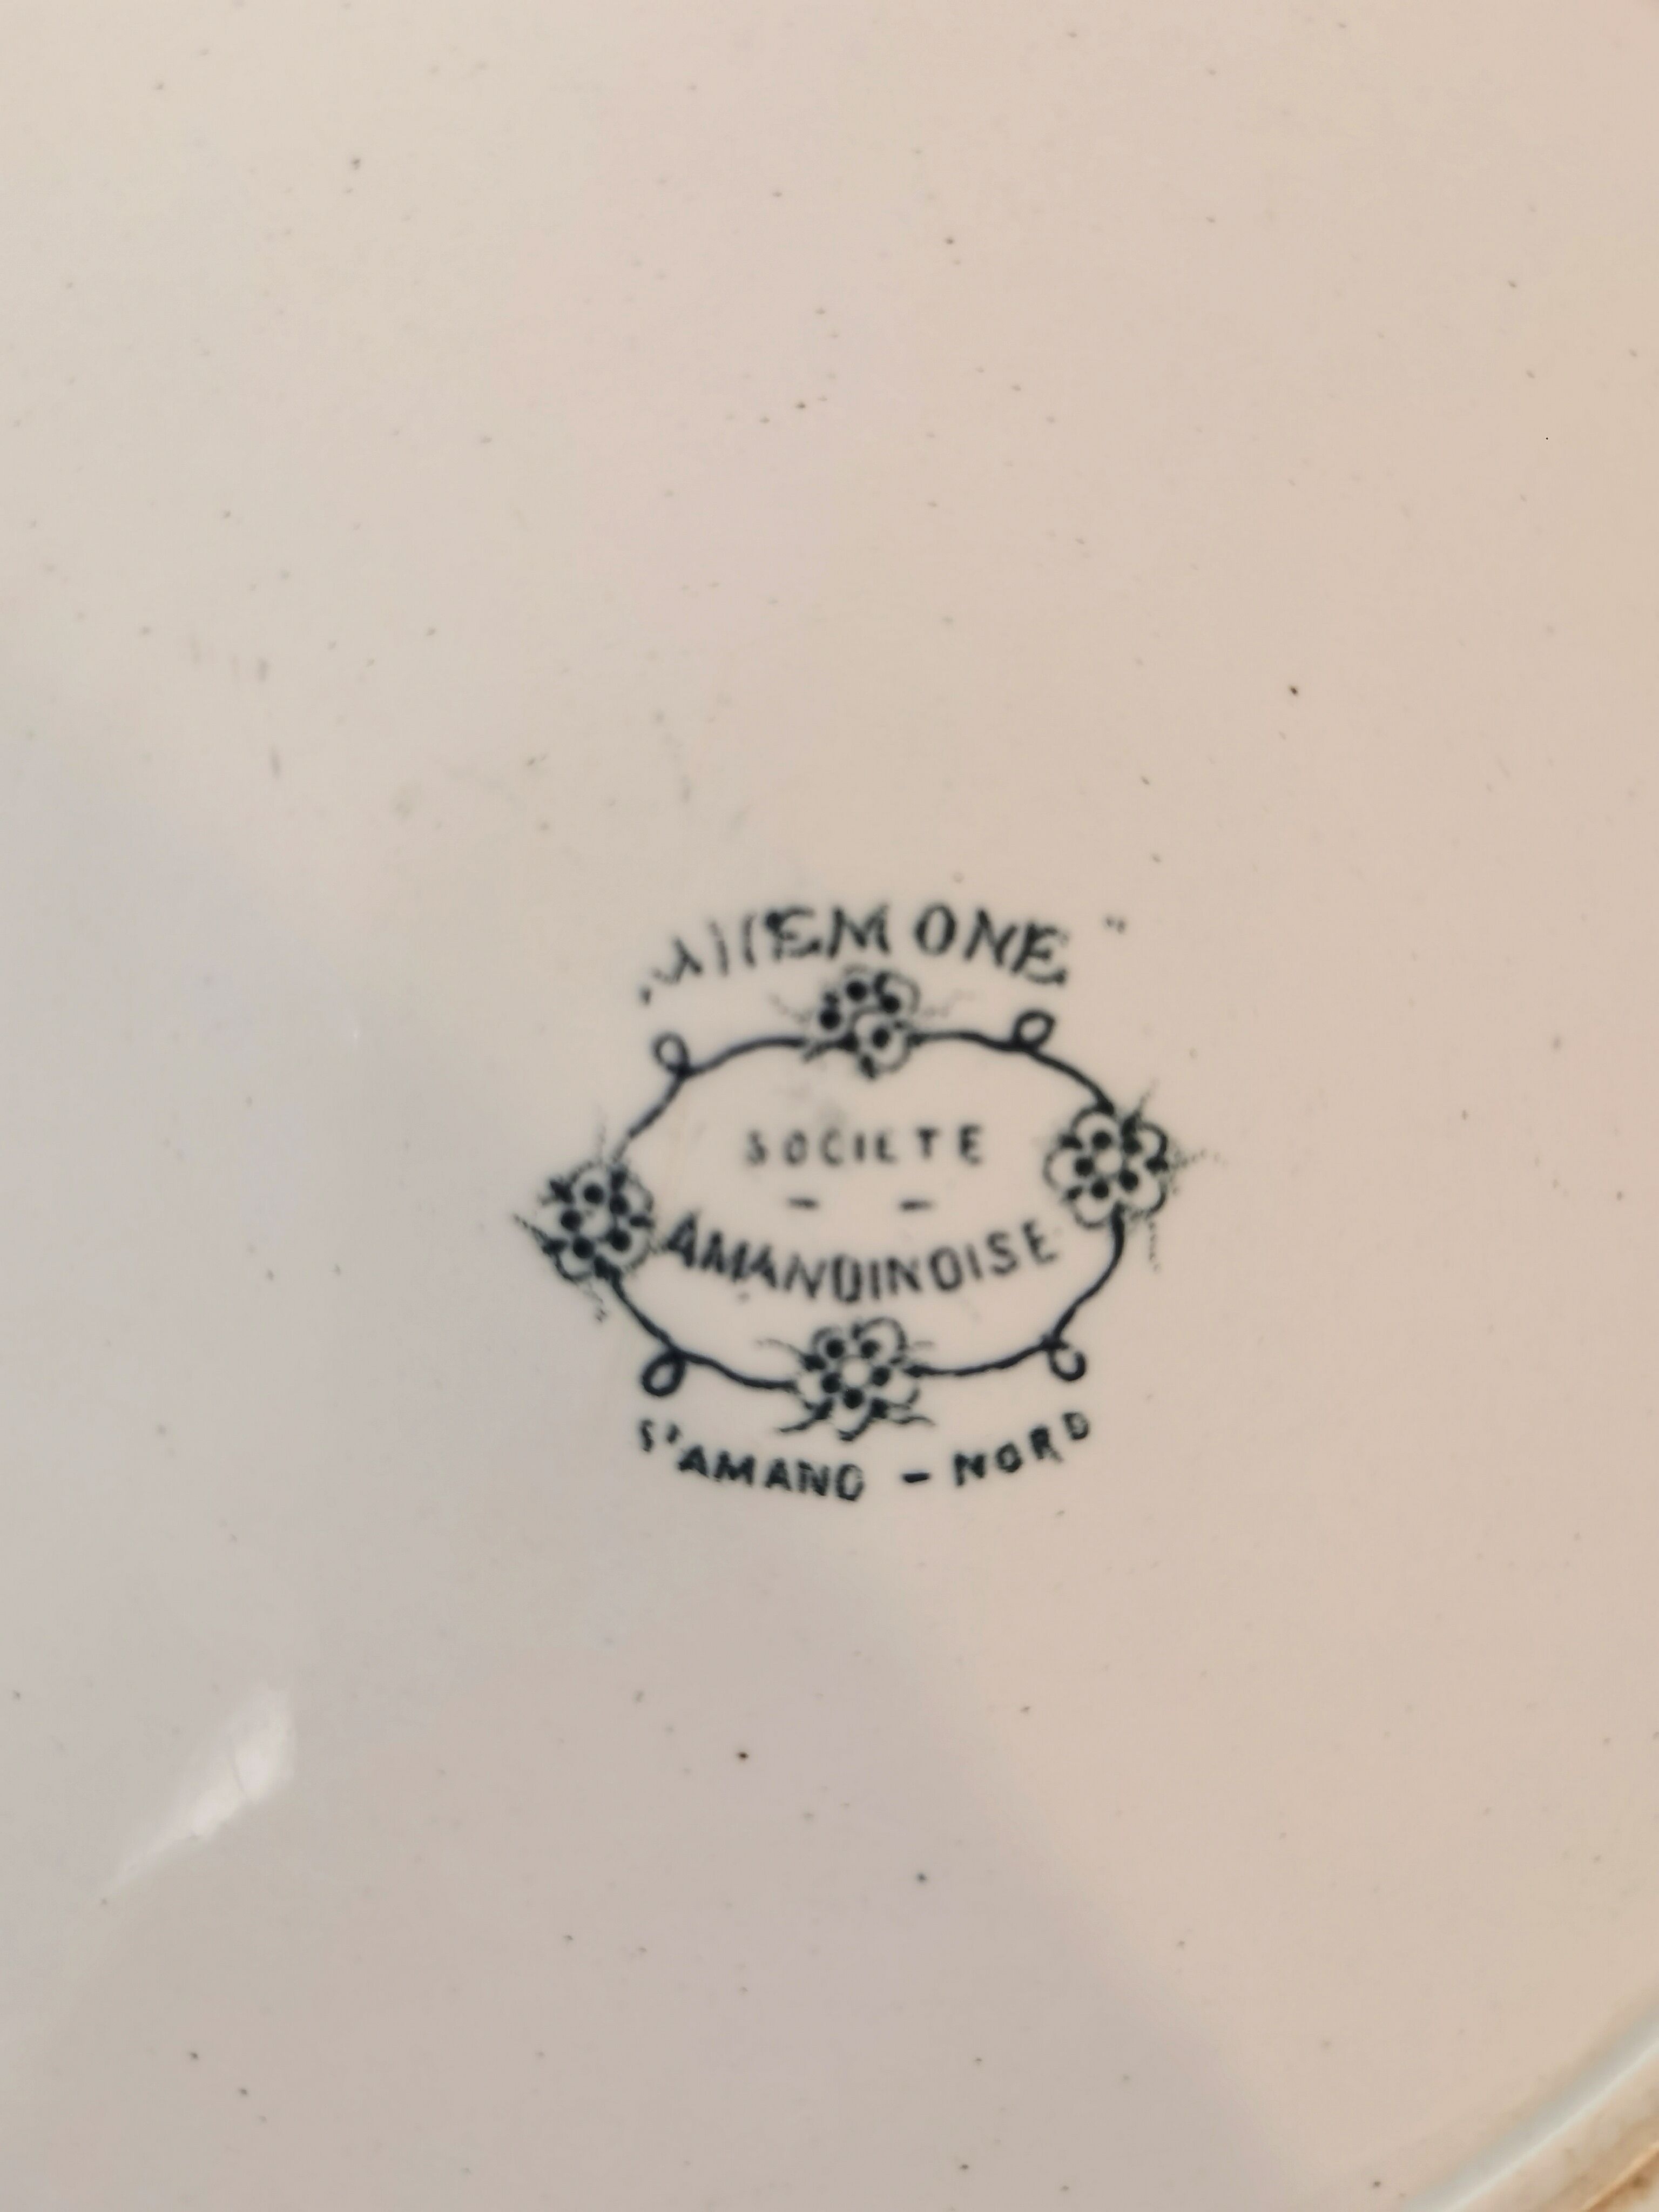 "ANEMONE"
SOCIETE
- -
AMANDINOISE
S'AMAND - NORD